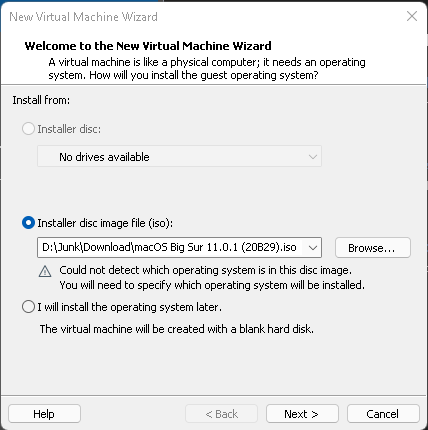 New Virtual Machine Wizard
Welcome to the New Virtual Machine Wizard
A virtual machine is like a physical computer; it needs an operating
system. How will you install the guest operating system?
Install from:
Installer disc:
No drives available
Installer disc image file (iso):
D:\Junk\Download\macOS Big Sur 11.0.1 (20B29).iso
Browse...
Could not detect which operating system is in this disc image.
You will need to specify which operating system will be installed.
I will install the operating system later.
The virtual machine will be created with a blank hard disk.
Help
< Back
Next >
Cancel